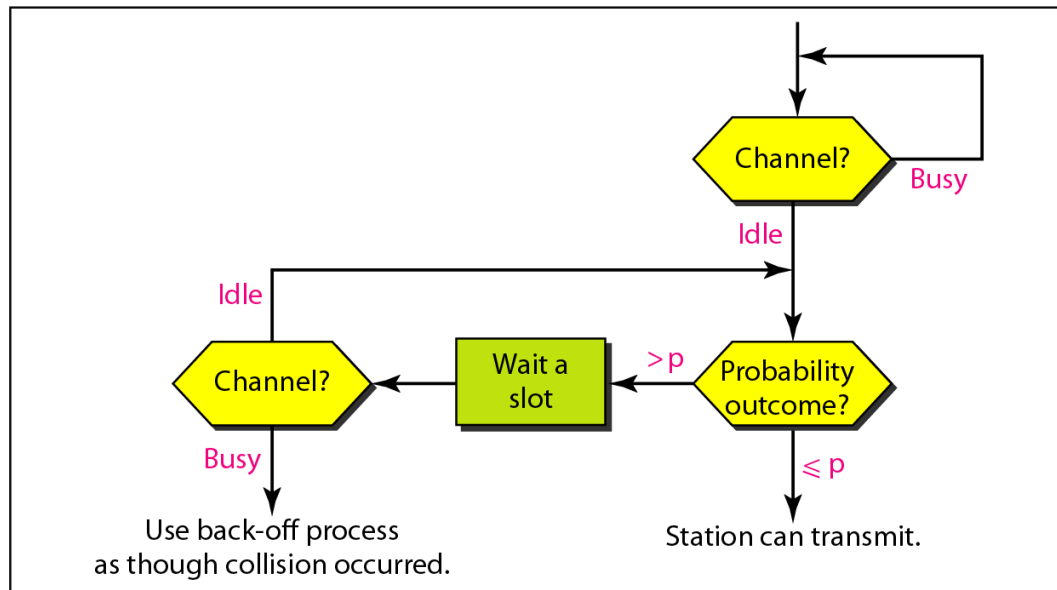 Channel?
Busy
Idle
Idle
Channel?
Wait a
slot
> p
Probability
outcome?
Busy
⩽ p
Use back-off process
as though collision occurred.
Station can transmit.